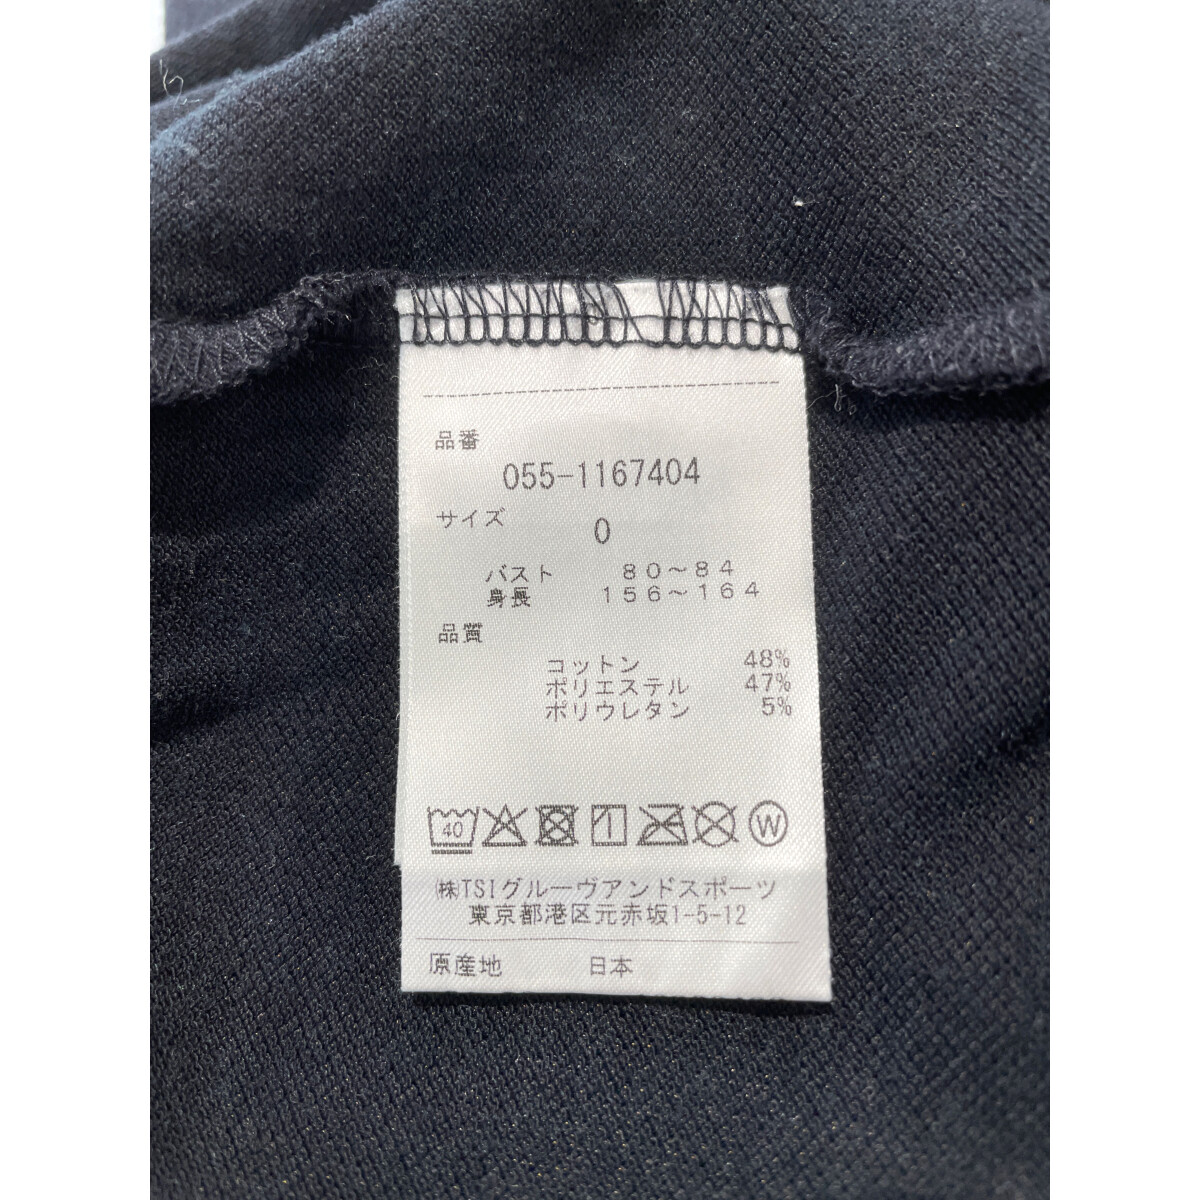 品番
055-1167404
サイズ
0
バスト 80~84
身長 156~164
品質
コットン 48%
ポリエステル 47%
ポリウレタン 5%
40 W
㈱TSIグルーヴアンドスポーツ
東京都港区元赤坂1-5-12
原産地 日本